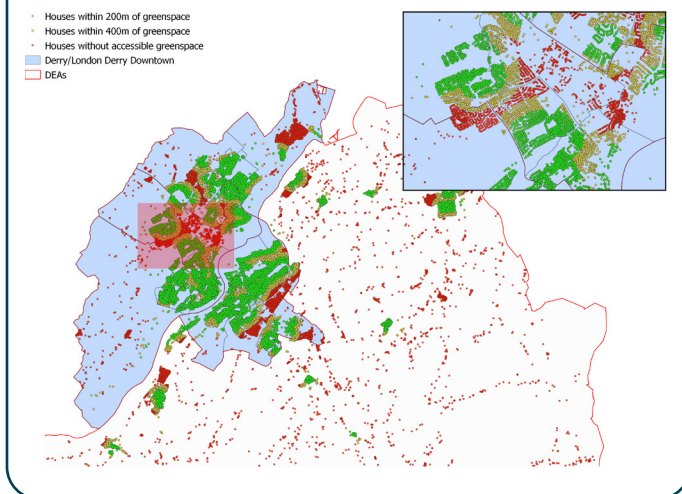 Houses within 200m of greenspace
Houses within 400m of greenspace
Houses without accessible greenspace
Derry/London Derry Downtown
DEAs